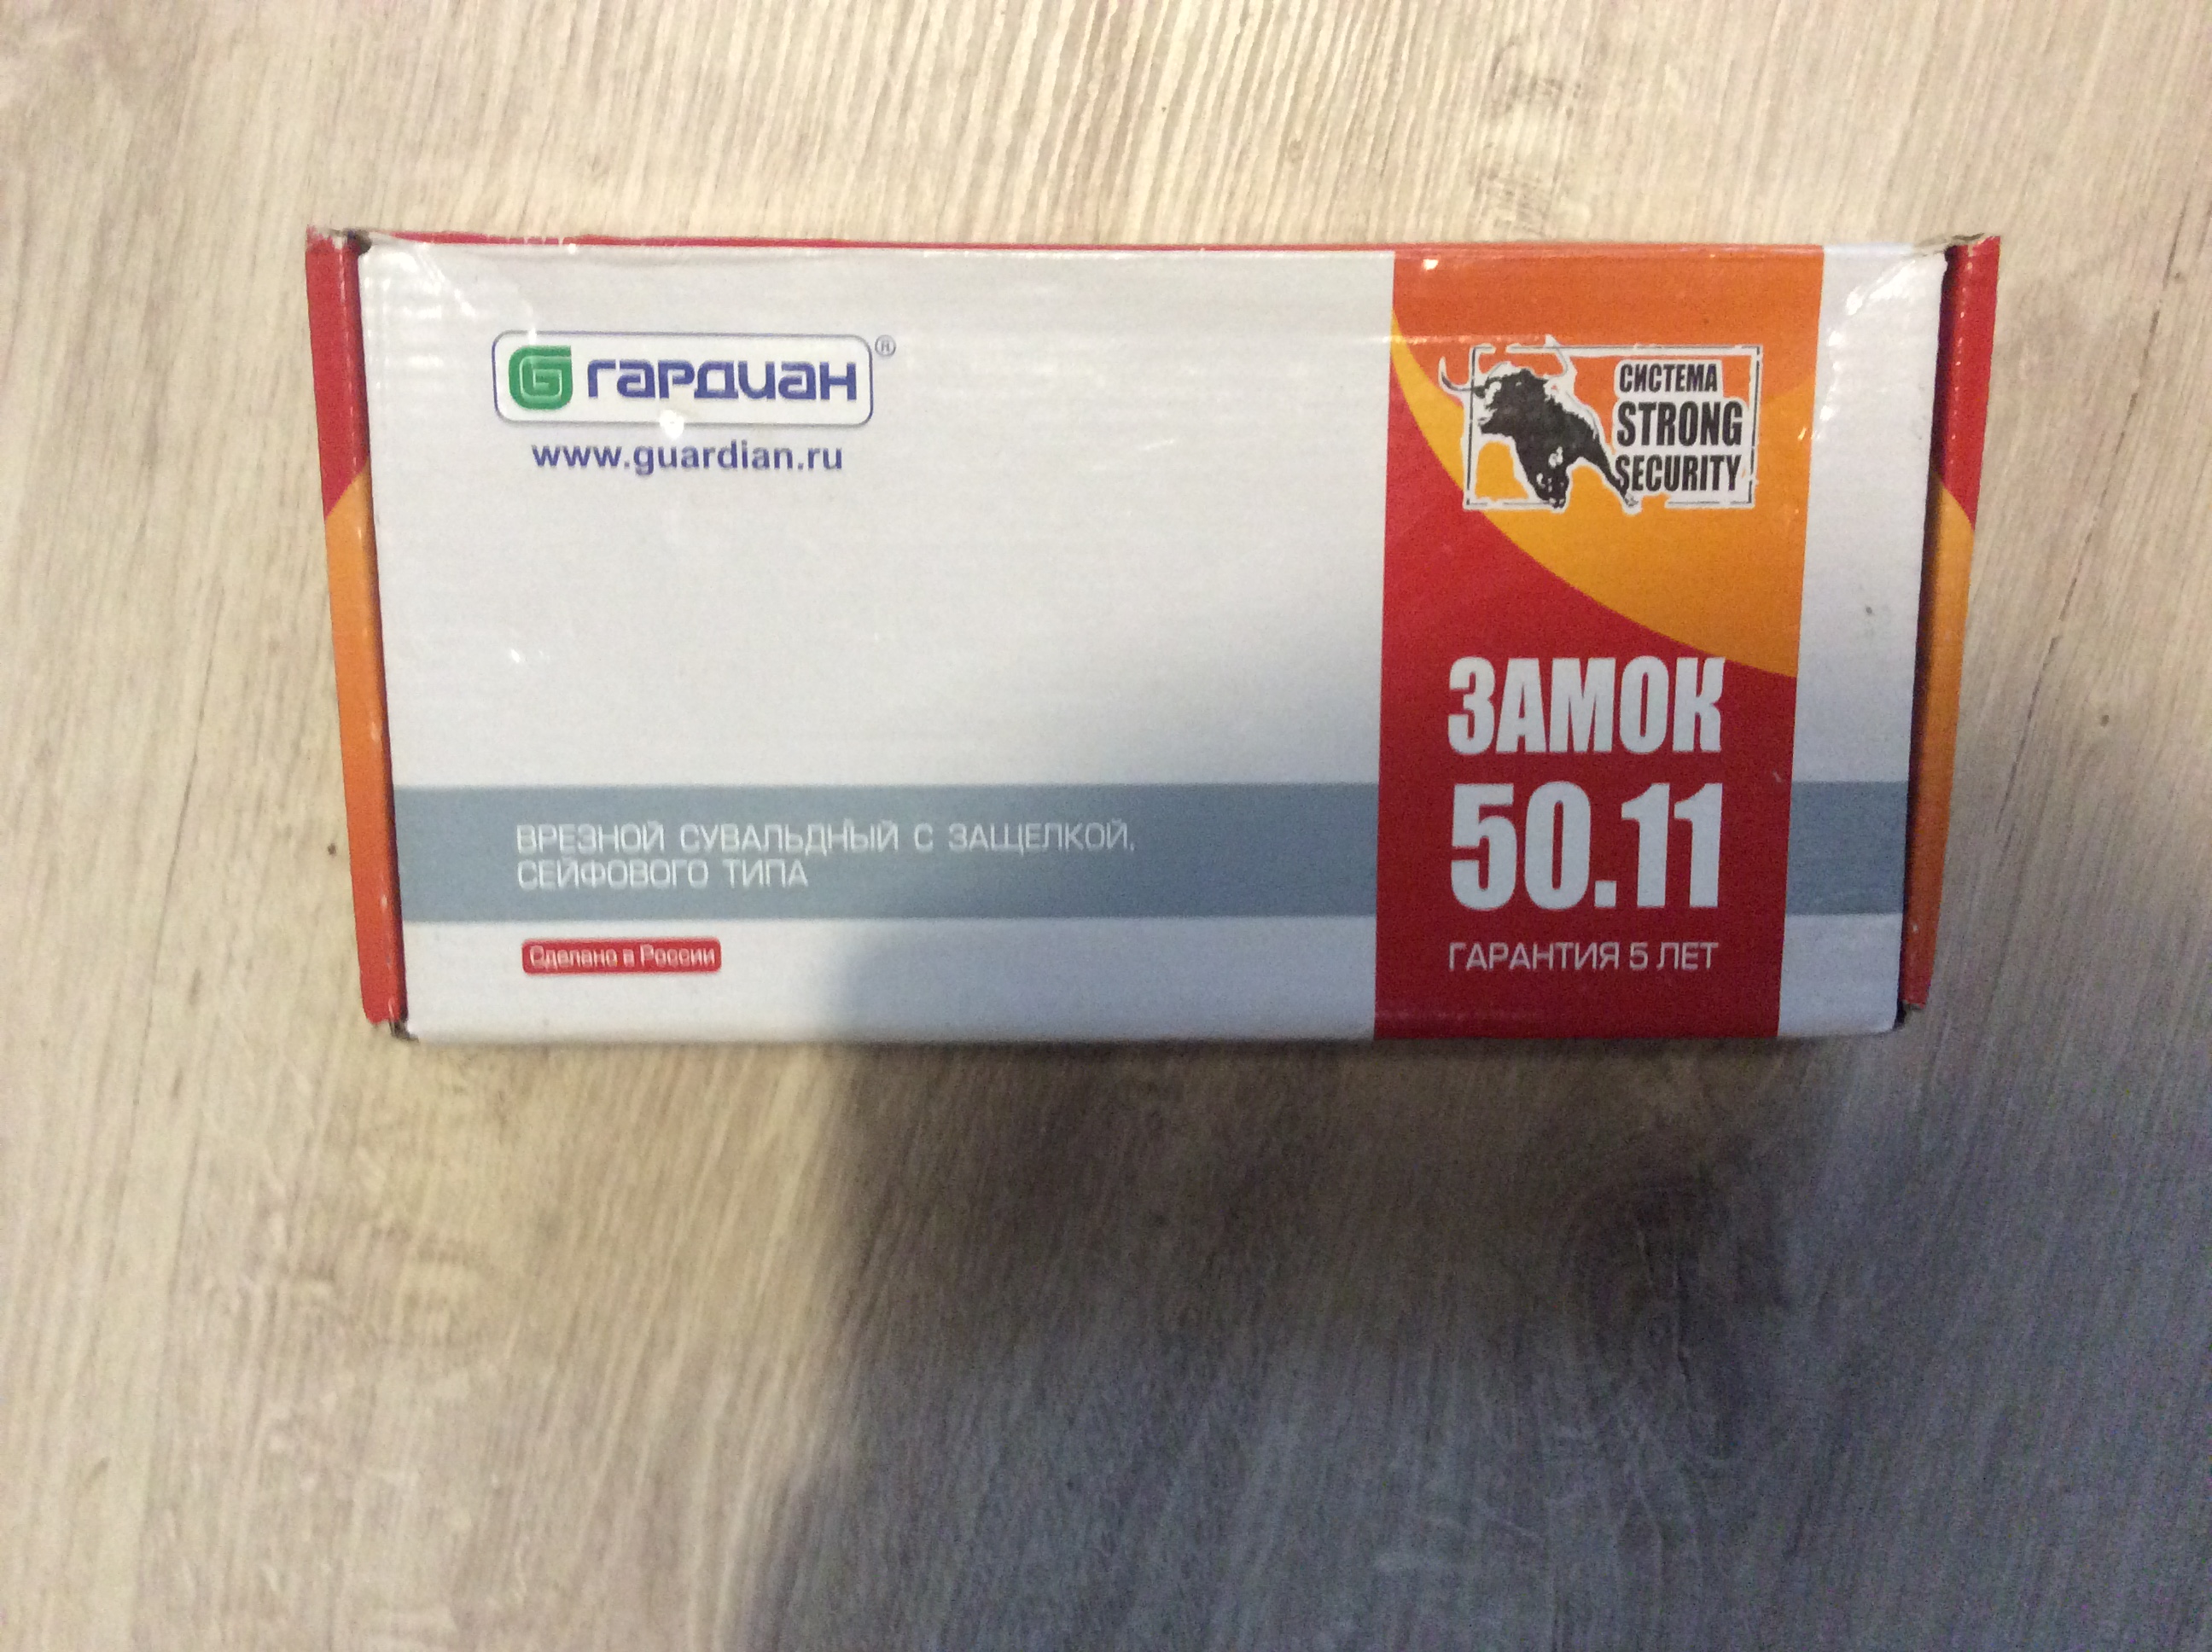 G гардиан ®
www.guardian.ru
СИСТЕМА
STRONG
SECURITY
ЗАМОК
50.11
ГАРАНТИЯ 5 ЛЕТ
ВРЕЗНОЙ СУВАЛЬДНЫЙ С ЗАЩЕЛКОЙ,
СЕЙФОВОГО ТИПА
Сделано в России